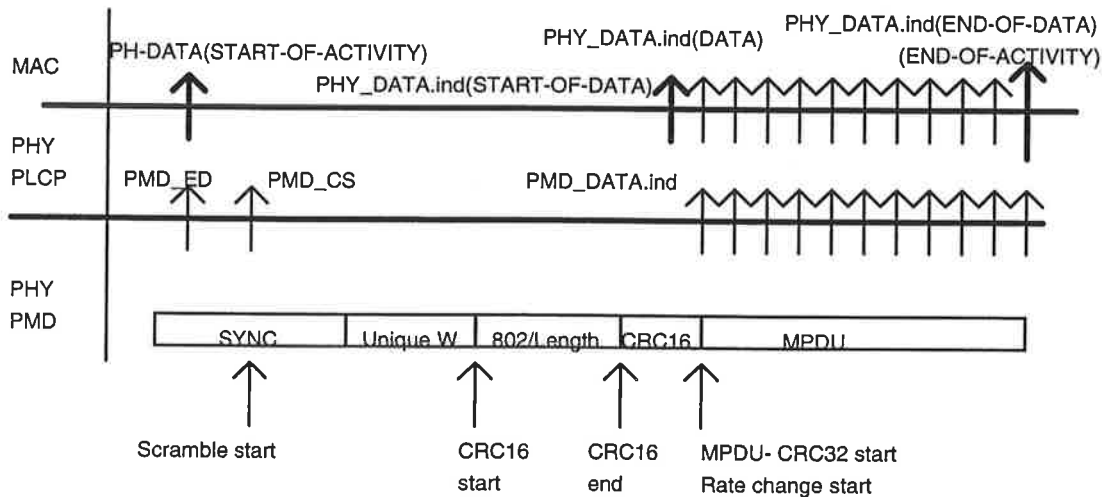 PHY_DATA.ind(END-OF-DATA)
PHY_DATA.ind(DATA)
PH-DATA(START-OF-ACTIVITY)
(END-OF-ACTIVITY)
MAC
PHY_DATA.ind(START-OF-DATA)
PHY
PLCP
PMD_ED
PMD_CS
PMD_DATA.ind
PHY
PMD
SYNC
Unique W
802/Length
CRC16
MPDU
Scramble start
CRC16
start
CRC16
end
MPDU- CRC32 start
Rate change start